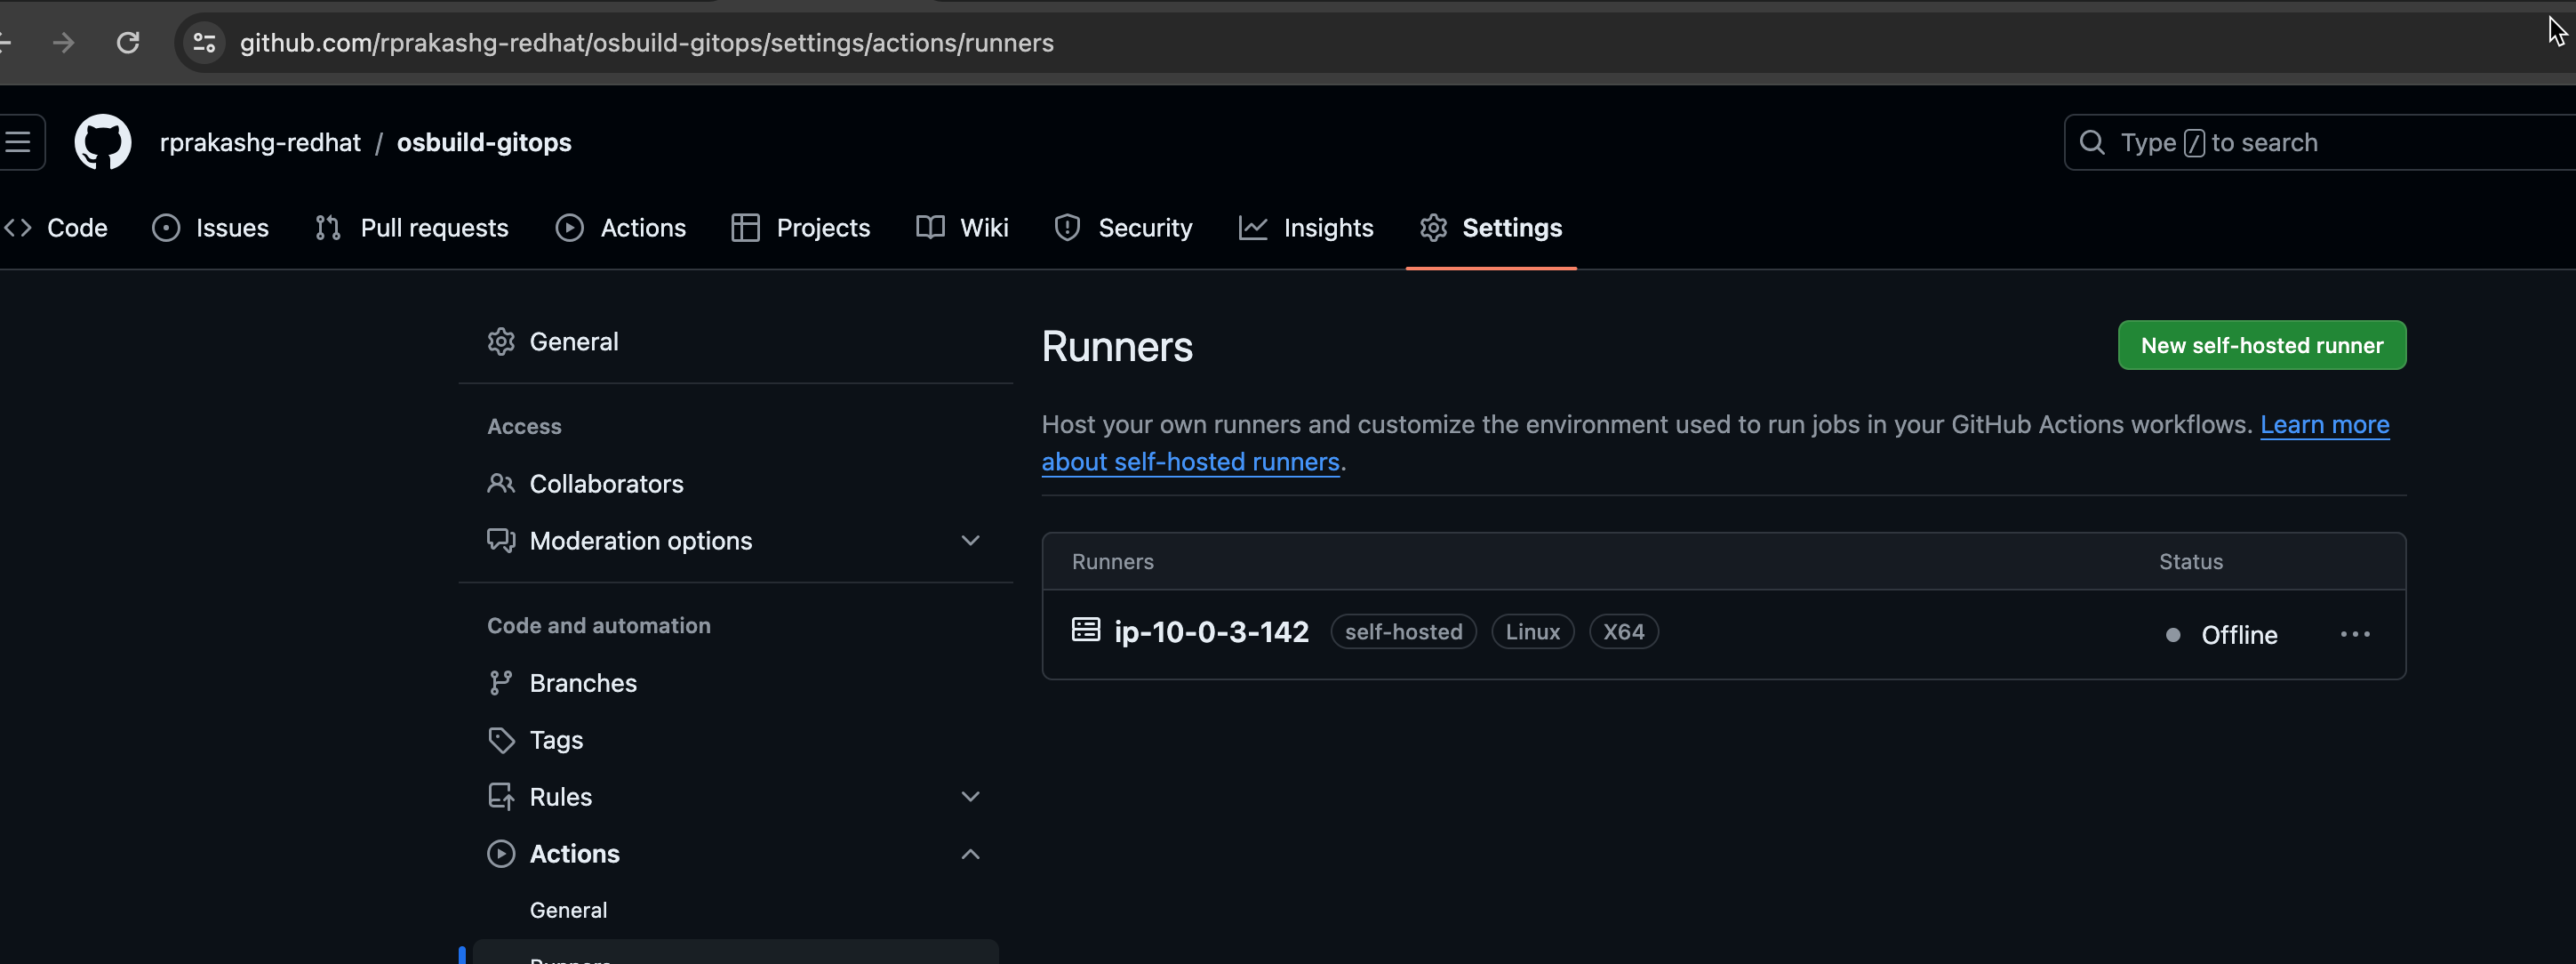 github.com/rprakashg-redhat/osbuild-gitops/settings/actions/runners
rprakashg-redhat / osbuild-gitops
Type / to search
Code Issues Pull requests Actions Projects Wiki Security Insights Settings
General
Access
Collaborators
Moderation options
Code and automation
Branches
Tags
Rules
Actions
General
Runners
Runners
New self-hosted runner
Host your own runners and customize the environment used to run jobs in your GitHub Actions workflows. Learn more
about self-hosted runners.
Runners Status
ip-10-0-3-142 self-hosted Linux X64 Offline